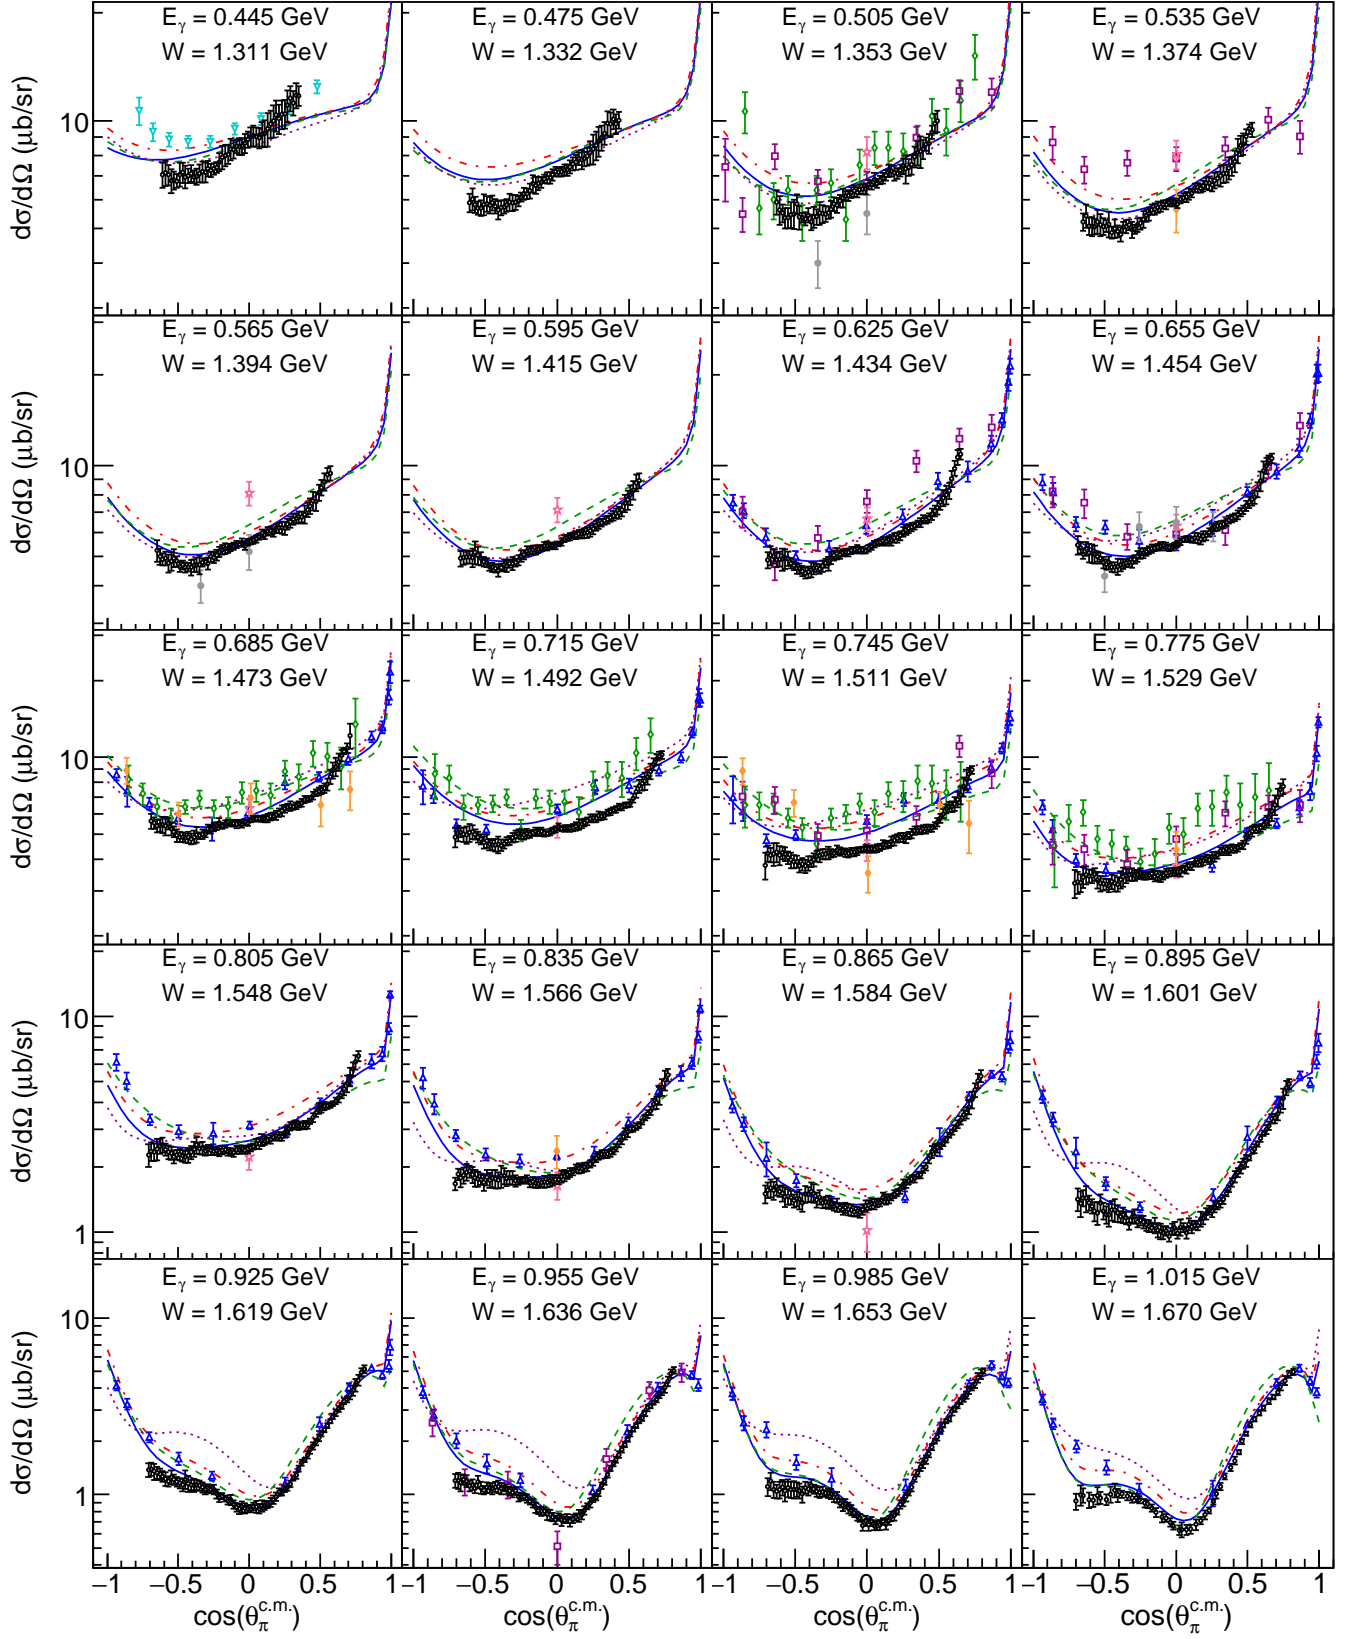 E_γ = 0.445 GeV
W = 1.311 GeV
E_γ = 0.475 GeV
W = 1.332 GeV
E_γ = 0.505 GeV
W = 1.353 GeV
E_γ = 0.535 GeV
W = 1.374 GeV
10
dσ/dΩ (μb/sr)
E_γ = 0.565 GeV
W = 1.394 GeV
E_γ = 0.595 GeV
W = 1.415 GeV
E_γ = 0.625 GeV
W = 1.434 GeV
E_γ = 0.655 GeV
W = 1.454 GeV
10
dσ/dΩ (μb/sr)
E_γ = 0.685 GeV
W = 1.473 GeV
E_γ = 0.715 GeV
W = 1.492 GeV
E_γ = 0.745 GeV
W = 1.511 GeV
E_γ = 0.775 GeV
W = 1.529 GeV
10
dσ/dΩ (μb/sr)
E_γ = 0.805 GeV
W = 1.548 GeV
E_γ = 0.835 GeV
W = 1.566 GeV
E_γ = 0.865 GeV
W = 1.584 GeV
E_γ = 0.895 GeV
W = 1.601 GeV
10
1
dσ/dΩ (μb/sr)
E_γ = 0.925 GeV
W = 1.619 GeV
E_γ = 0.955 GeV
W = 1.636 GeV
E_γ = 0.985 GeV
W = 1.653 GeV
E_γ = 1.015 GeV
W = 1.670 GeV
10
1
dσ/dΩ (μb/sr)
−1 −0.5 0 0.5 1 −0.5 0 0.5 1 −0.5 0 0.5 −1 −0.5 0 0.5 1
cos(θ_π^{c.m.}) cos(θ_π^{c.m.}) cos(θ_π^{c.m.}) cos(θ_π^{c.m.})